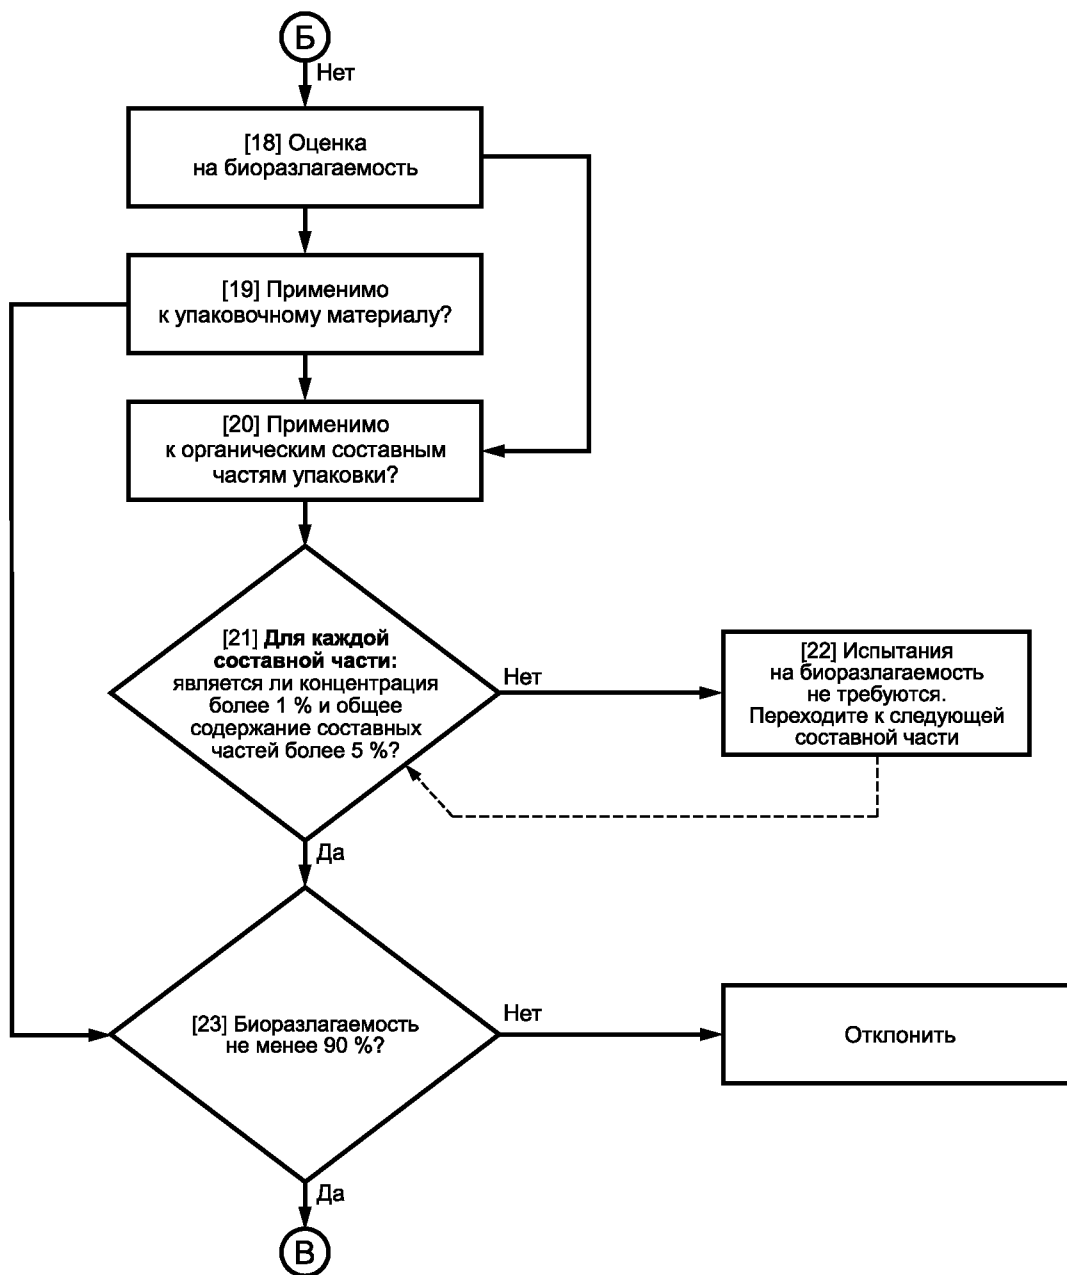 Б
Нет
[18] Оценка
на биоразлагаемость
[19] Применимо
к упаковочному материалу?
[20] Применимо
к органическим составным
частям упаковки?
[21] Для каждой
составной части:
является ли концентрация
более 1 % и общее
содержание составных
частей более 5 %?
Нет
[22] Испытания
на биоразлагаемость
не требуются.
Переходите к следующей
составной части
Да
[23] Биоразлагаемость
не менее 90 %?
Нет
Отклонить
Да
В